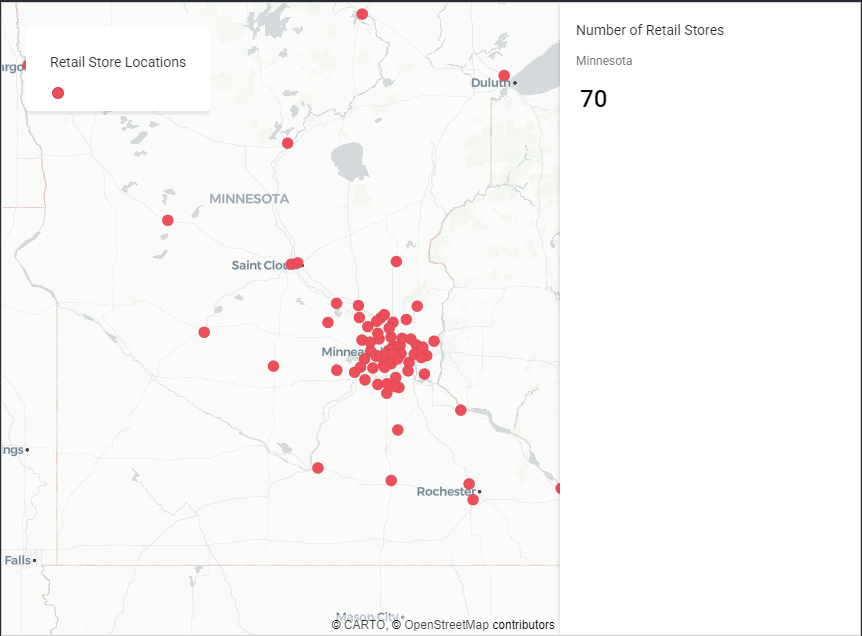 Number of Retail Stores
Minnesota
70
Retail Store Locations
argo
Duluth
MINNESOTA
Saint Clou
Minnea
ings
Rochester
Falls
Mason City
© CARTO, © OpenStreetMap contributors